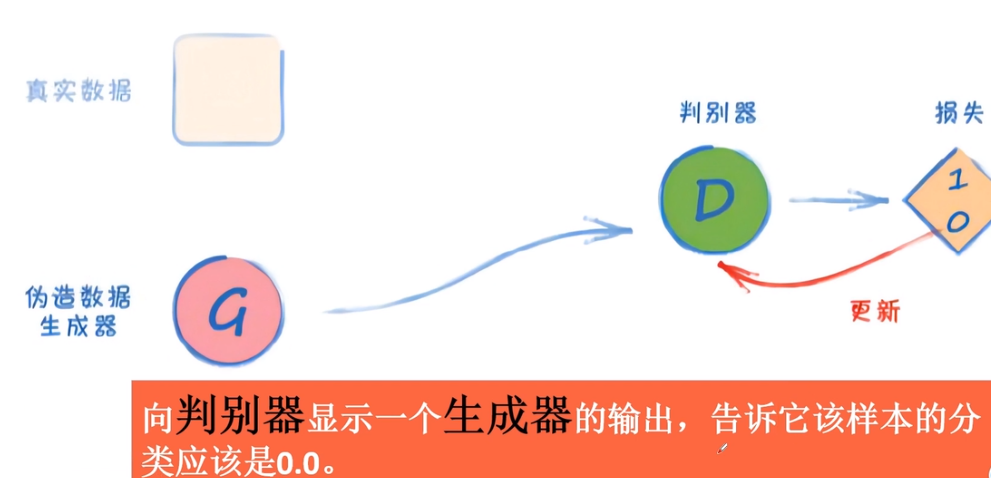 真实数据
判别器
损失
D
1
0
G
伪造数据
生成器
更新
向判别器显示一个生成器的输出，告诉它该样本的分
类应该是0.0。